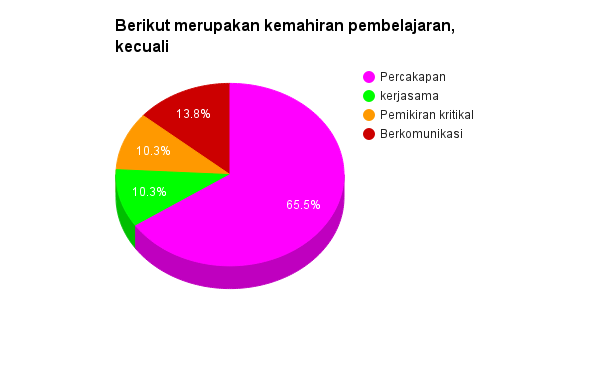 Berikut merupakan kemahiran pembelajaran,
kecuali
Percakapan
kerjasama
Pemikiran kritikal
Berkomunikasi
13.8%
10.3%
10.3%
65.5%